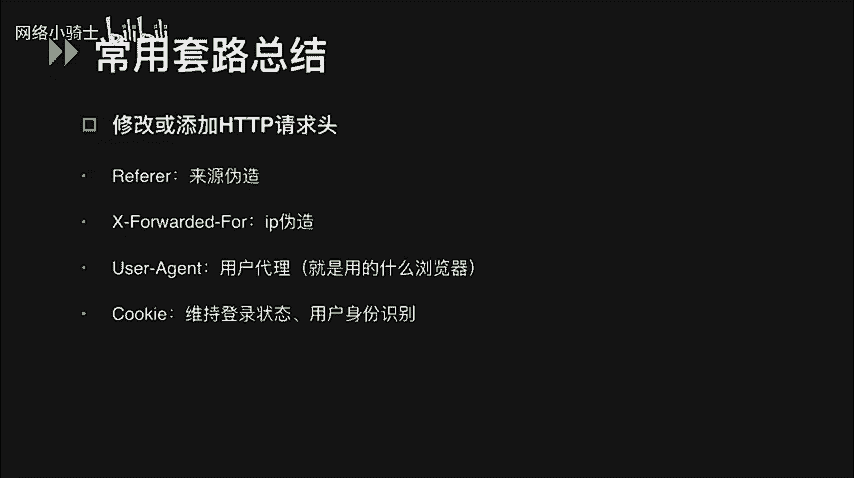 网络小骑士 bilibili
常用套路总结
修改或添加HTTP请求头
Referer：来源伪造
X-Forwarded-For：ip伪造
User-Agent：用户代理（就是用的什么浏览器）
Cookie：维持登录状态、用户身份识别